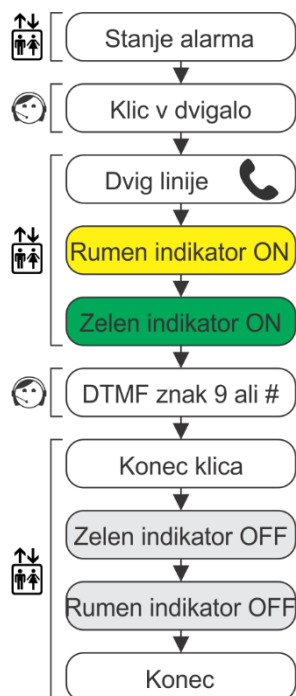 Stanje alarma
Klic v dvigalo
Dvig linije
Rumen indikator ON
Zelen indikator ON
DTMF znak 9 ali #
Konec klica
Zelen indikator OFF
Rumen indikator OFF
Konec